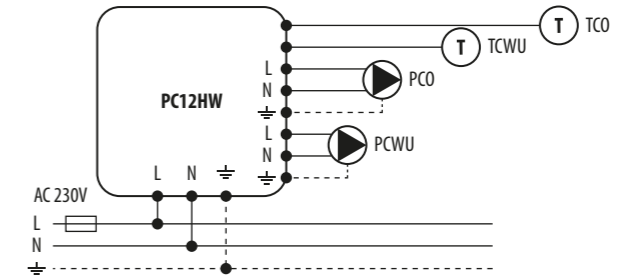 T TCO
T TCWU
L
N PCO
PC12HW
L
N PCWU
L N
AC 230V
L
N